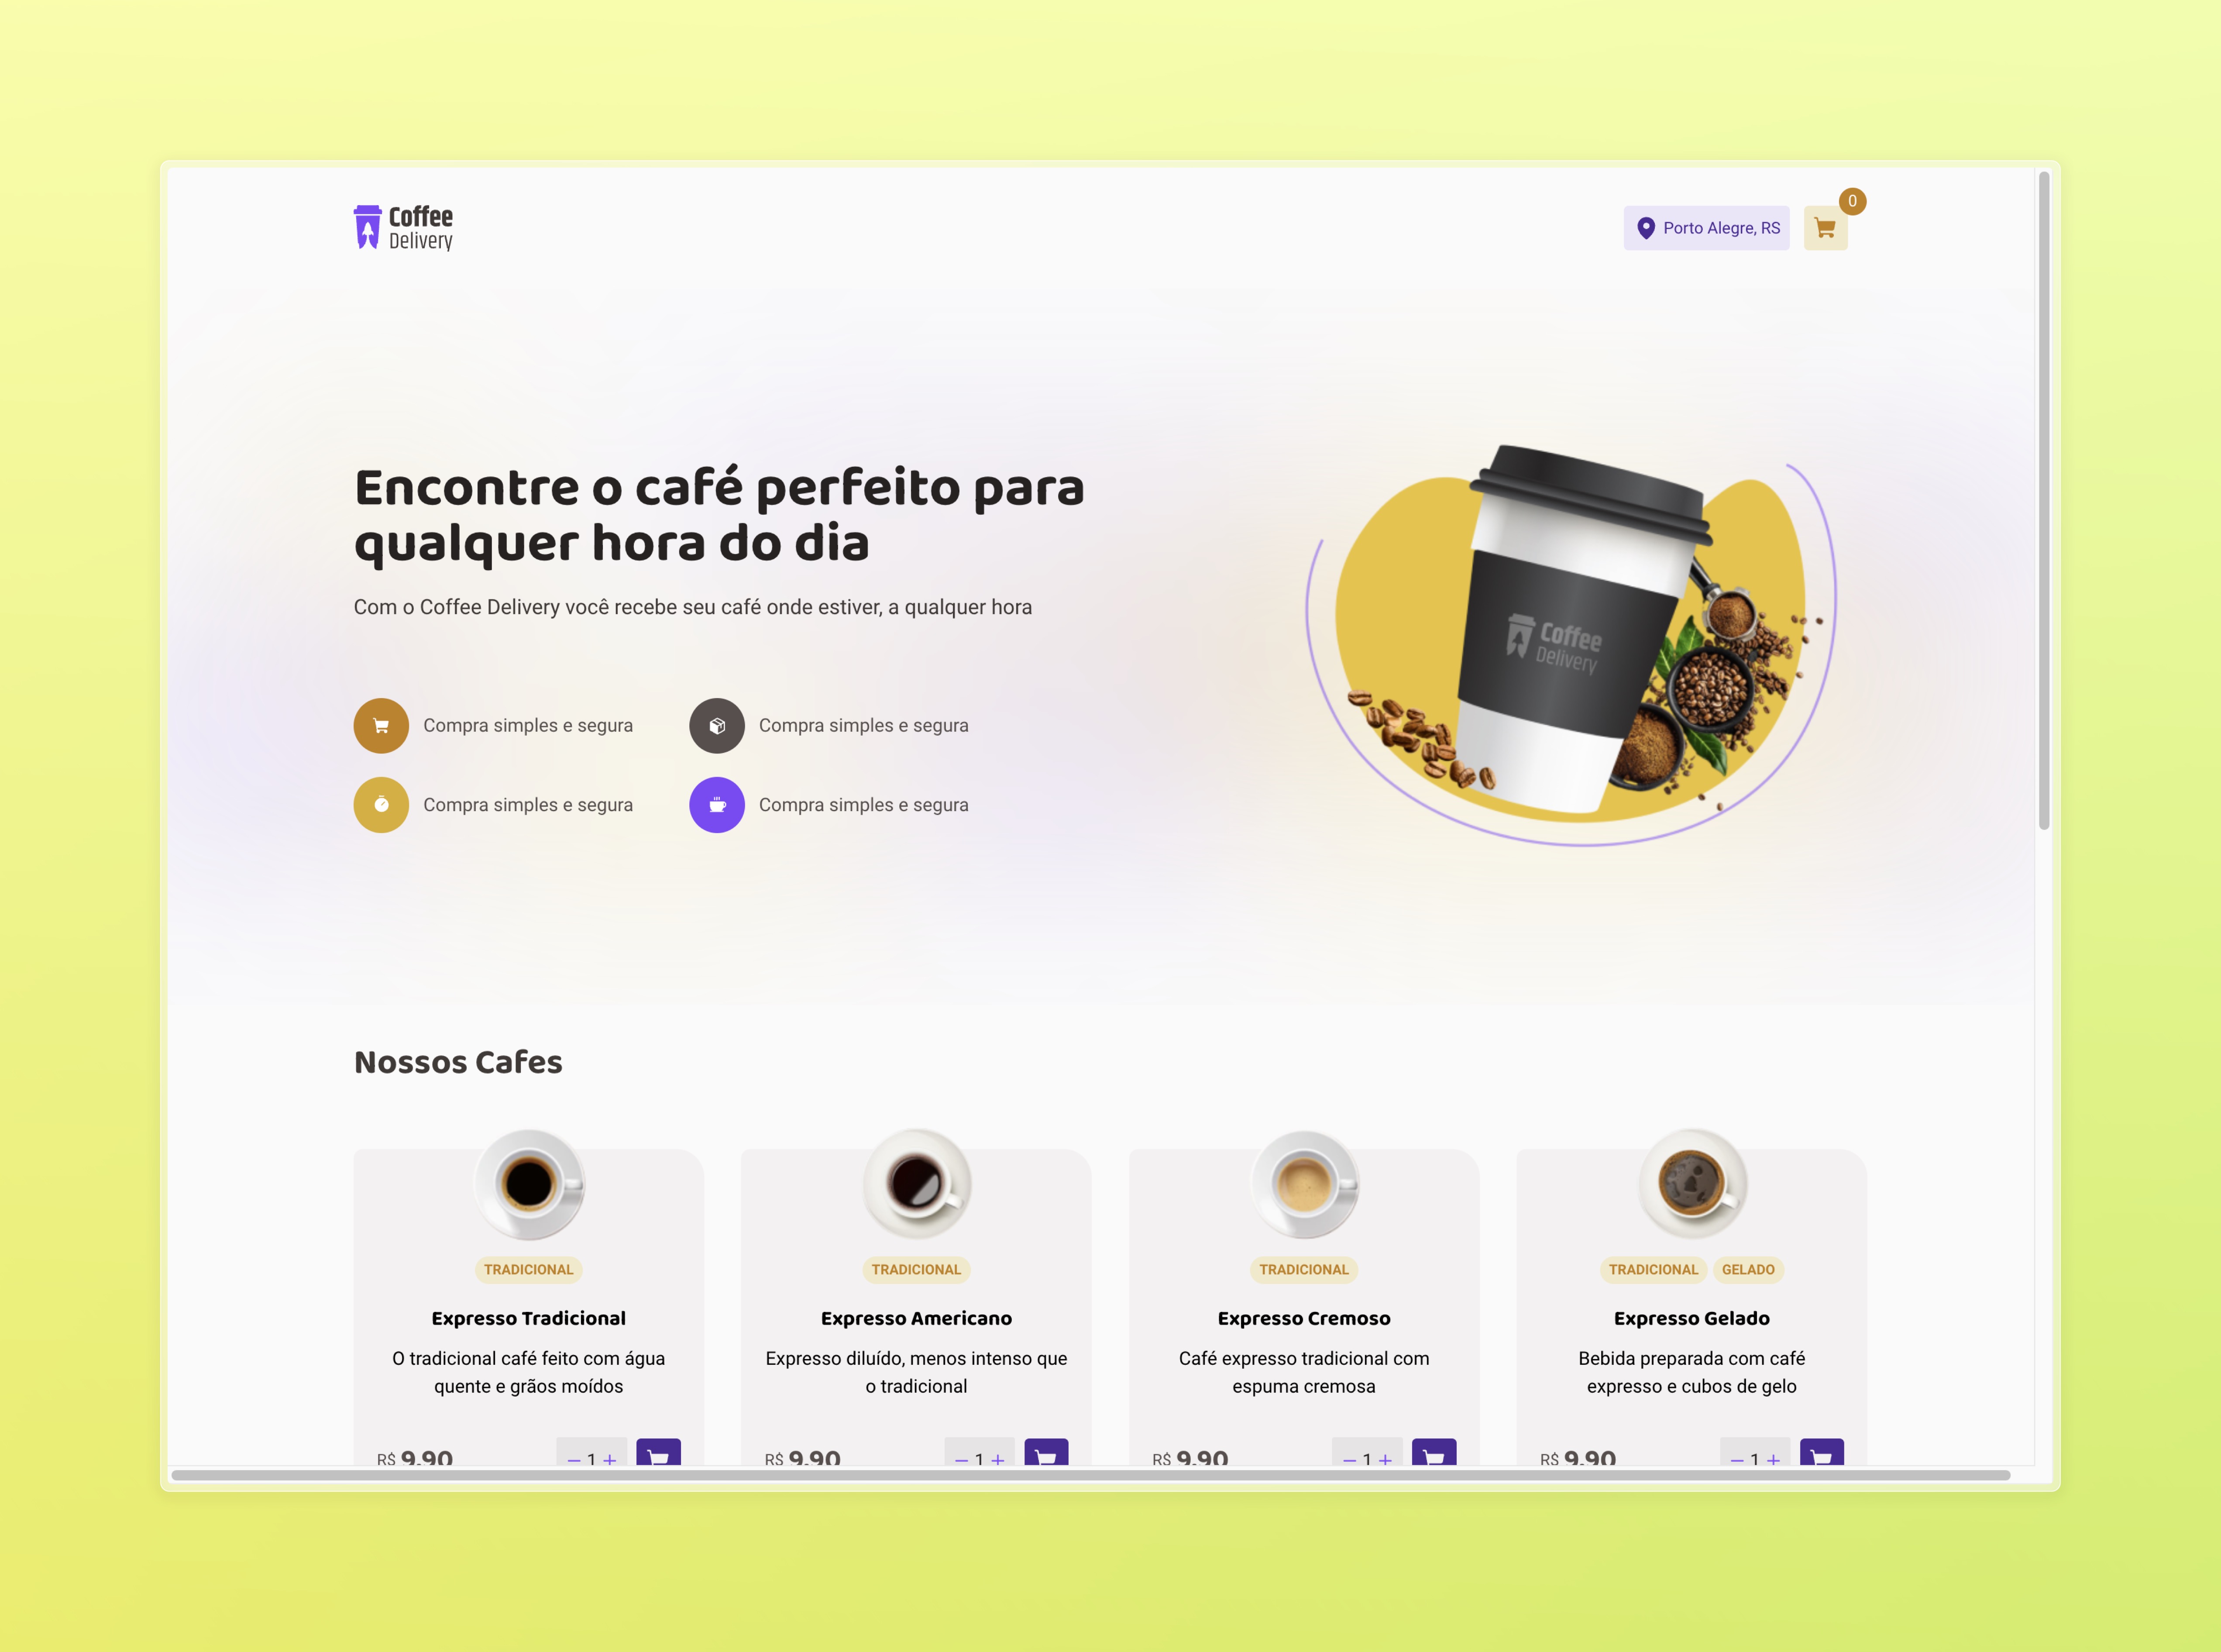 Coffee
Delivery
Porto Alegre, RS
0
Encontre o café perfeito para
qualquer hora do dia
Com o Coffee Delivery você recebe seu café onde estiver, a qualquer hora
Coffee
Delivery
Compra simples e segura
Compra simples e segura
Compra simples e segura
Compra simples e segura
Nossos Cafes
TRADICIONAL
Expresso Tradicional
O tradicional café feito com água
quente e grãos moídos
R$ 9,90
1
TRADICIONAL
Expresso Americano
Expresso diluído, menos intenso que
o tradicional
R$ 9,90
1
TRADICIONAL
Expresso Cremoso
Café expresso tradicional com
espuma cremosa
R$ 9,90
1
TRADICIONAL GELADO
Expresso Gelado
Bebida preparada com café
expresso e cubos de gelo
R$ 9,90
1